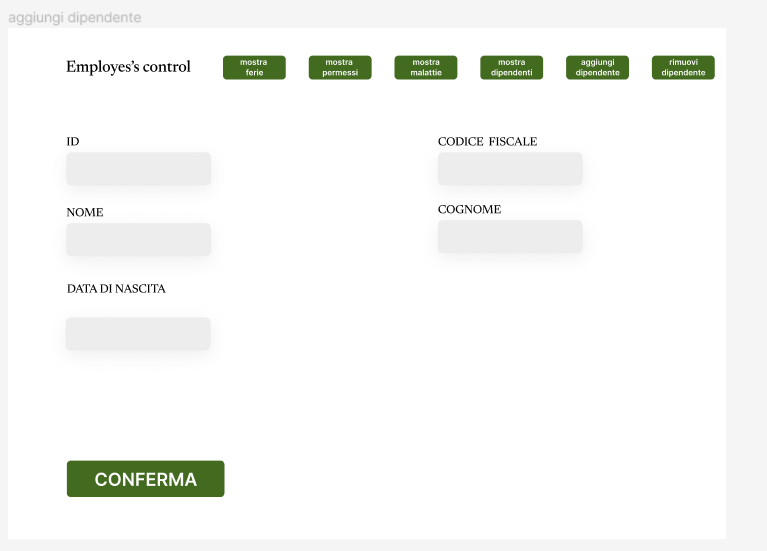 aggiungi dipendente
Employes's control
mostra
ferie
mostra
permessi
mostra
malattie
mostra
dipendenti
aggiungi
dipendente
rimuovi
dipendente
ID
CODICE FISCALE
NOME
COGNOME
DATA DI NASCITA
CONFERMA